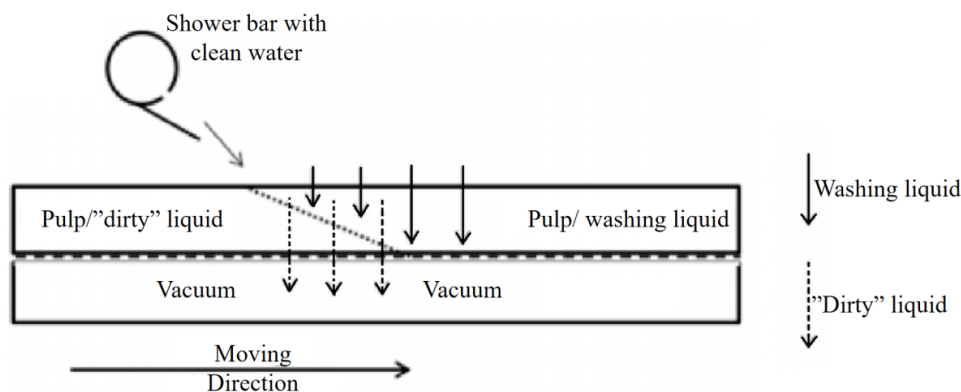 Shower bar with
clean water
Pulp/”dirty” liquid
Pulp/ washing liquid
Washing liquid
Vacuum
Vacuum
”Dirty” liquid
Moving
Direction